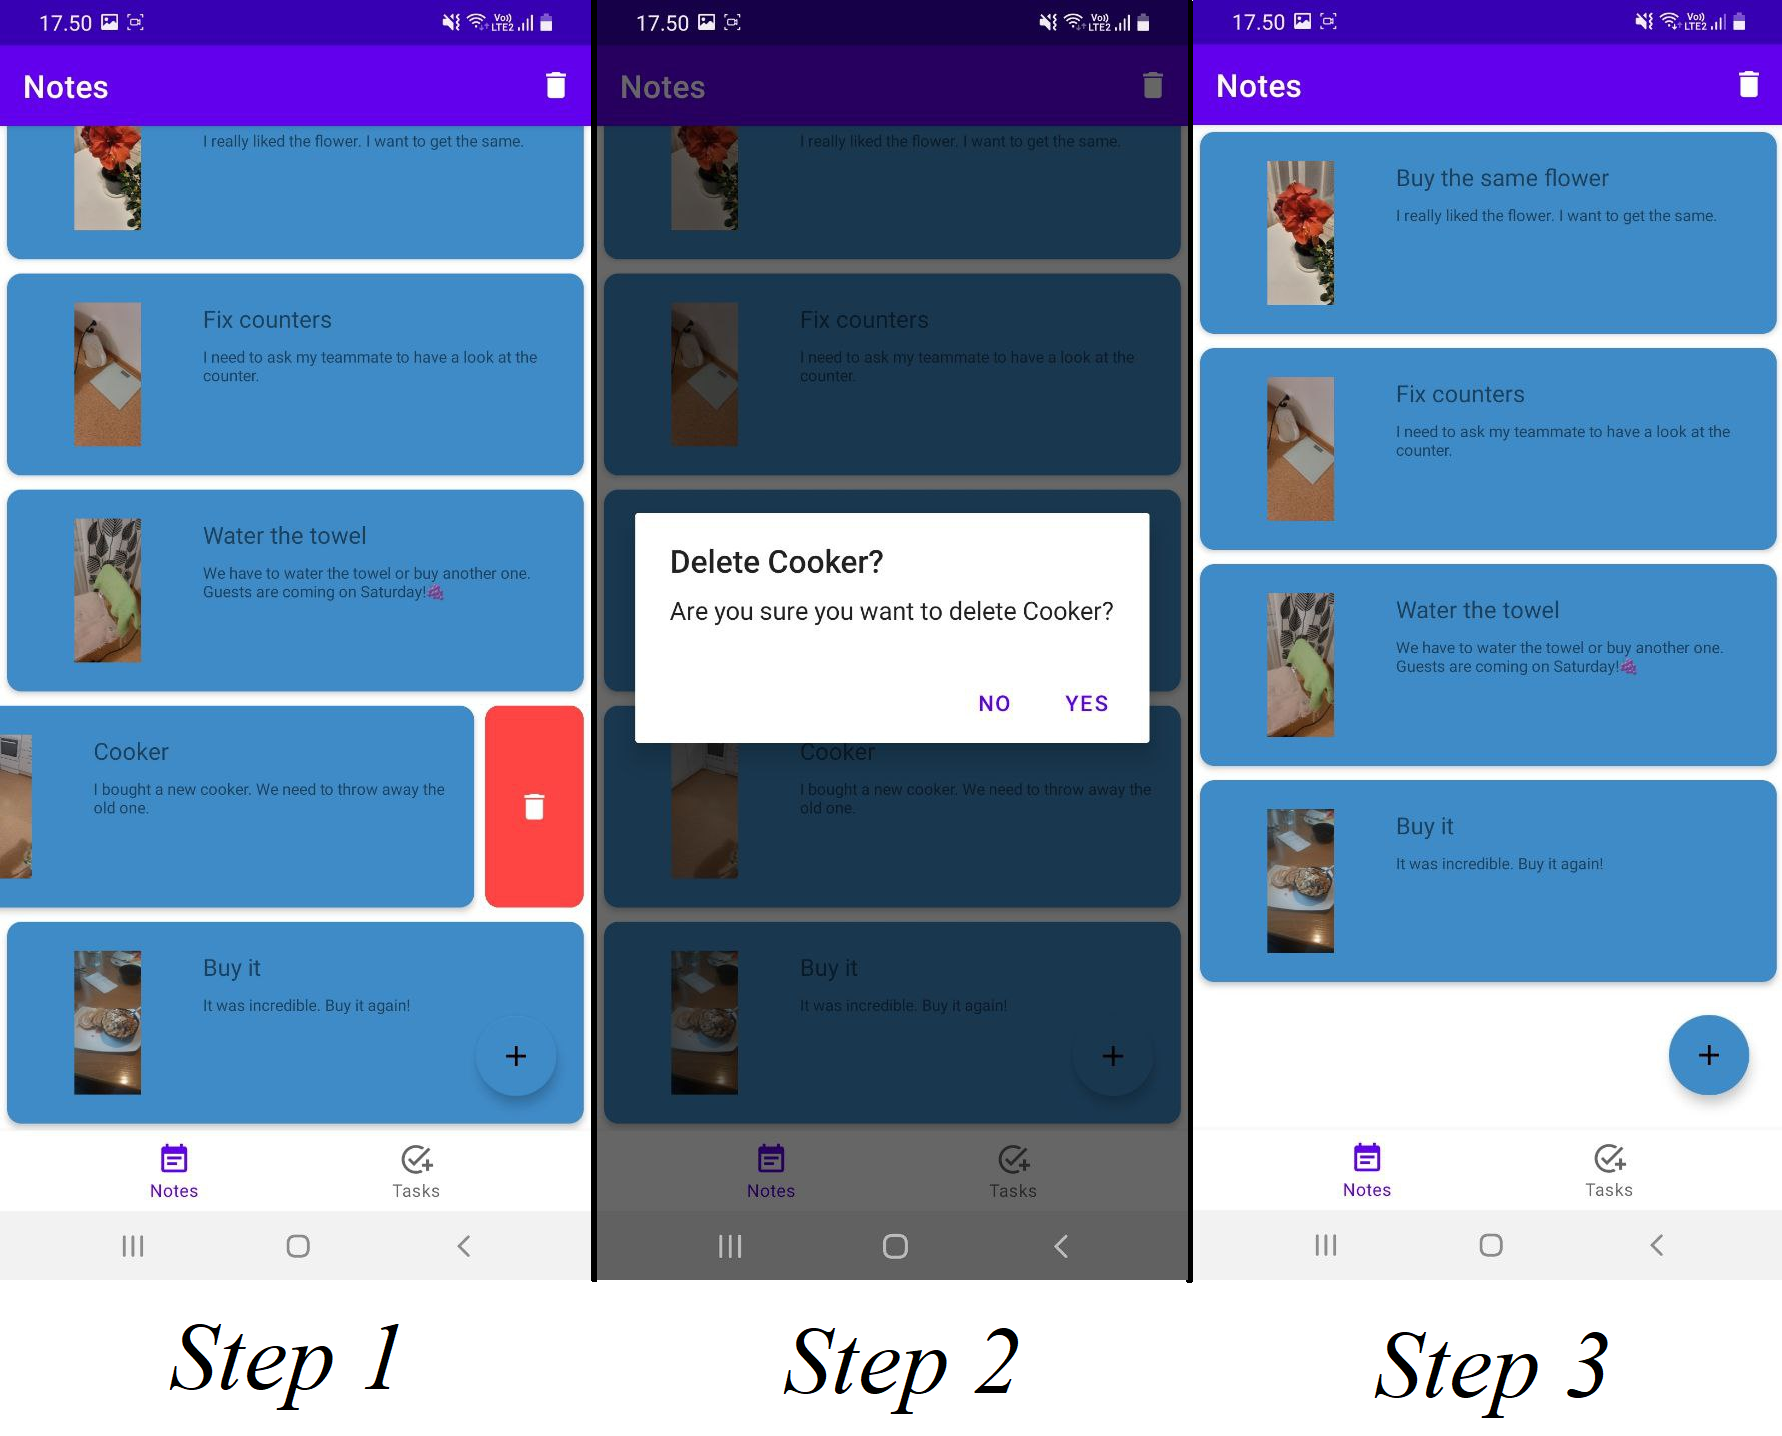 17.50
Vo))
LTE2
Notes
I really liked the flower. I want to get the same.
Fix counters
I need to ask my teammate to have a look at the
counter.
Water the towel
We have to water the towel or buy another one.
Guests are coming on Saturday!🍇
Cooker
I bought a new cooker. We need to throw away the
old one.
Buy it
It was incredible. Buy it again!
+
Notes
Tasks
Step 1
17.50
Vo))
LTE2
Notes
I really liked the flower. I want to get the same.
Fix counters
I need to ask my teammate to have a look at the
counter.
Delete Cooker?
Are you sure you want to delete Cooker?
NO YES
Cooker
I bought a new cooker. We need to throw away the
old one.
Buy it
It was incredible. Buy it again!
+
Notes
Tasks
Step 2
17.50
Vo))
LTE2
Notes
Buy the same flower
I really liked the flower. I want to get the same.
Fix counters
I need to ask my teammate to have a look at the
counter.
Water the towel
We have to water the towel or buy another one.
Guests are coming on Saturday!🍇
Buy it
It was incredible. Buy it again!
+
Notes
Tasks
Step 3